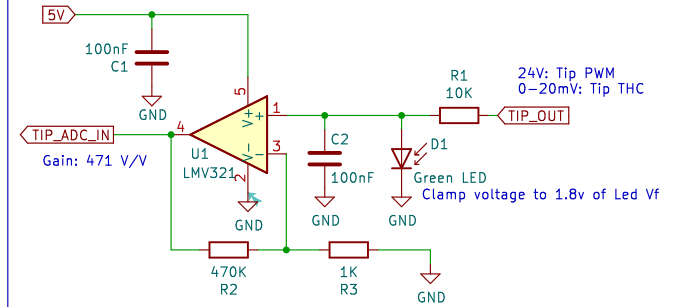 5V
100nF
C1
GND
R1
10K
24V: Tip PWM
0-20mV: Tip THC
TIP_OUT
TIP_ADC_IN
Gain: 471 V/V
4
5
V+
+
1
V-
-
3
2
U1
LMV321
C2
100nF
D1
Green LED
Clamp voltage to 1.8v of Led Vf
GND
GND
GND
470K
R2
1K
R3
GND